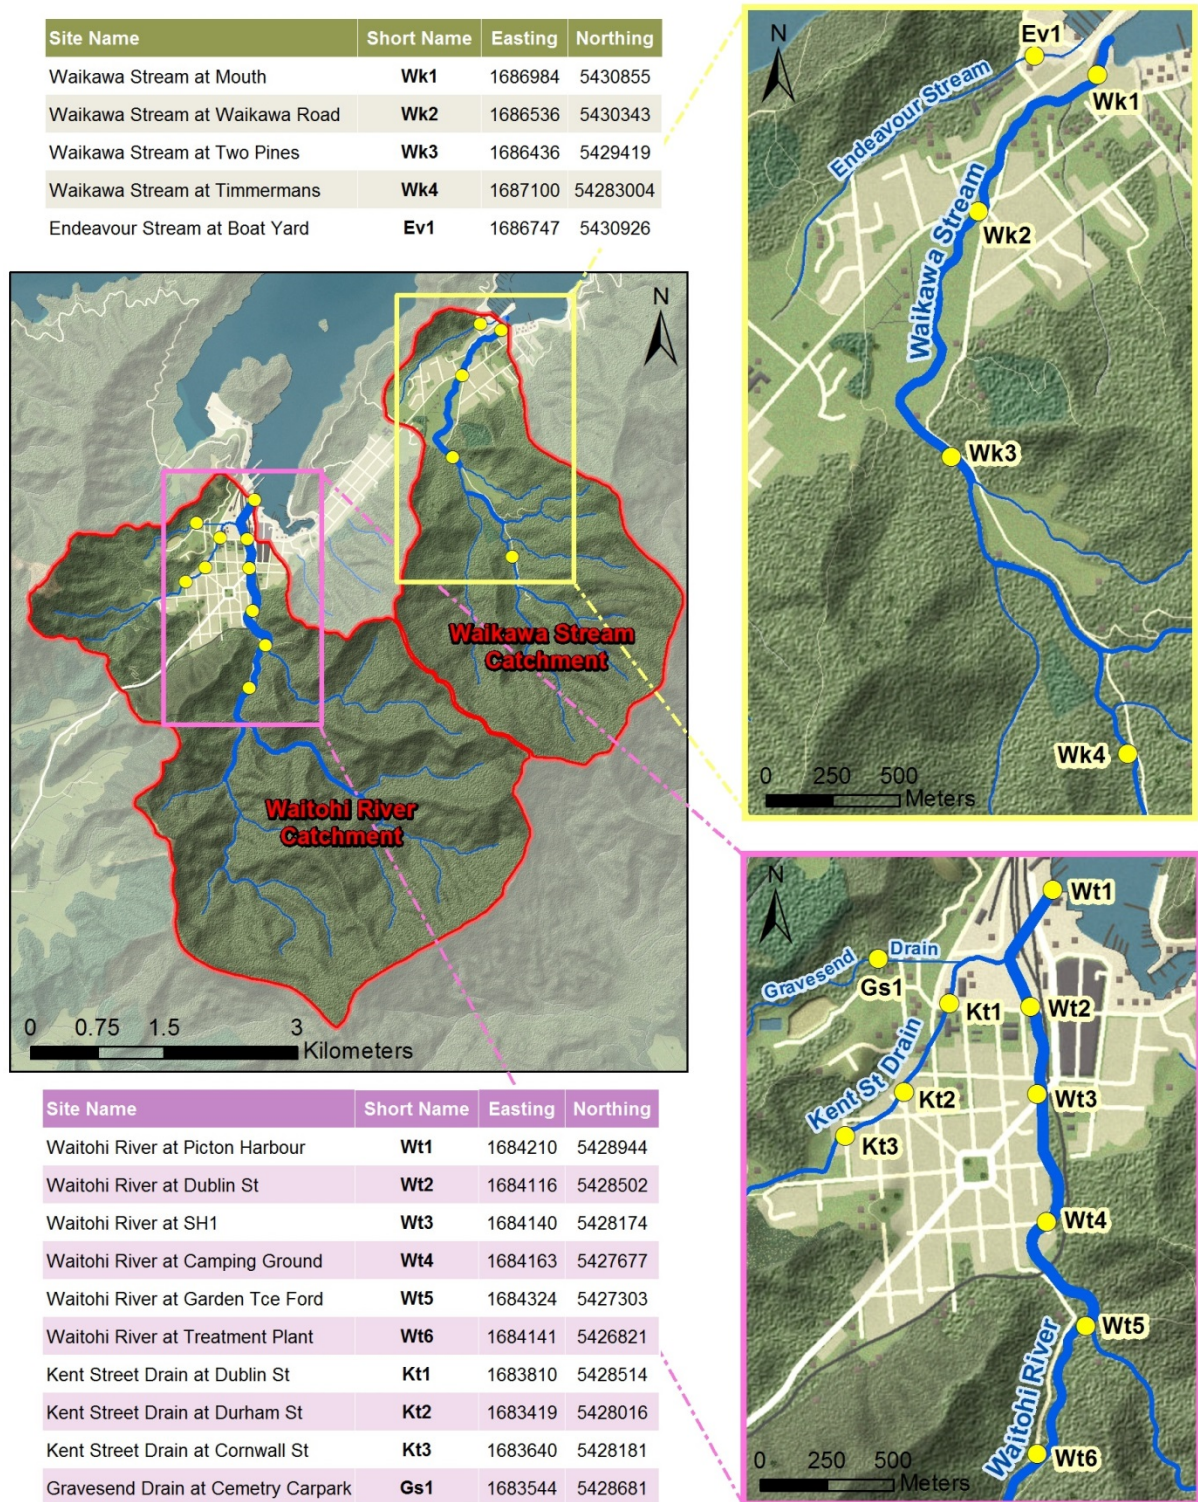 Site Name Short Name Easting Northing
Waikawa Stream at Mouth Wk1 1686984 5430855
Waikawa Stream at Waikawa Road Wk2 1686536 5430343
Waikawa Stream at Two Pines Wk3 1686436 5429419
Waikawa Stream at Timmermans Wk4 1687100 54283004
Endeavour Stream at Boat Yard Ev1 1686747 5430926
N
Waikawa Stream
Catchment
Waitohi River
Catchment
0 0.75 1.5 3
Kilometers
N
Ev1
Endeavour Stream
Wk1
Waikawa Stream
Wk2
Wk3
Wk4
0 250 500
Meters
Site Name Short Name Easting Northing
Waitohi River at Picton Harbour Wt1 1684210 5428944
Waitohi River at Dublin St Wt2 1684116 5428502
Waitohi River at SH1 Wt3 1684140 5428174
Waitohi River at Camping Ground Wt4 1684163 5427677
Waitohi River at Garden Tce Ford Wt5 1684324 5427303
Waitohi River at Treatment Plant Wt6 1684141 5426821
Kent Street Drain at Dublin St Kt1 1683810 5428514
Kent Street Drain at Durham St Kt2 1683419 5428016
Kent Street Drain at Cornwall St Kt3 1683640 5428181
Gravesend Drain at Cemetry Carpark Gs1 1683544 5428681
N
Wt1
Gravesend Drain
Gs1
Kt1
Wt2
Kent St Drain
Kt2
Wt3
Kt3
Wt4
Wt5
Waitohi River
Wt6
0 250 500
Meters